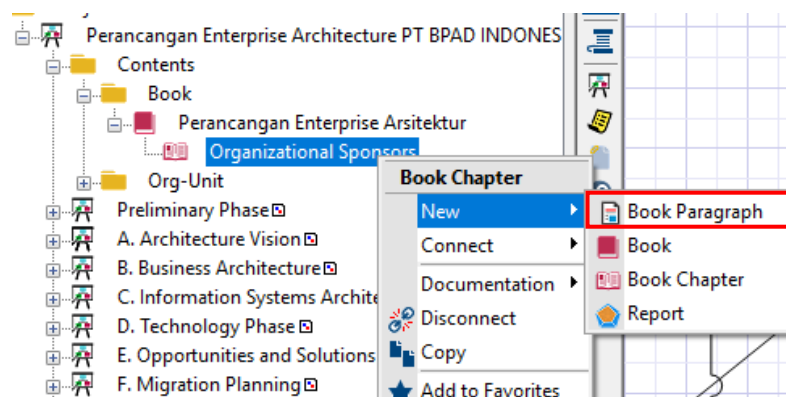 Perancangan Enterprise Architecture PT BPAD INDONES
Contents
Book
Perancangan Enterprise Arsitektur
Organizational Sponsors
Org-Unit
Preliminary Phase
A. Architecture Vision
B. Business Architecture
C. Information Systems Archite
D. Technology Phase
E. Opportunities and Solutions
F. Migration Planning
Book Chapter
New
Connect
Documentation
Disconnect
Copy
Add to Favorites
Book Paragraph
Book
Book Chapter
Report